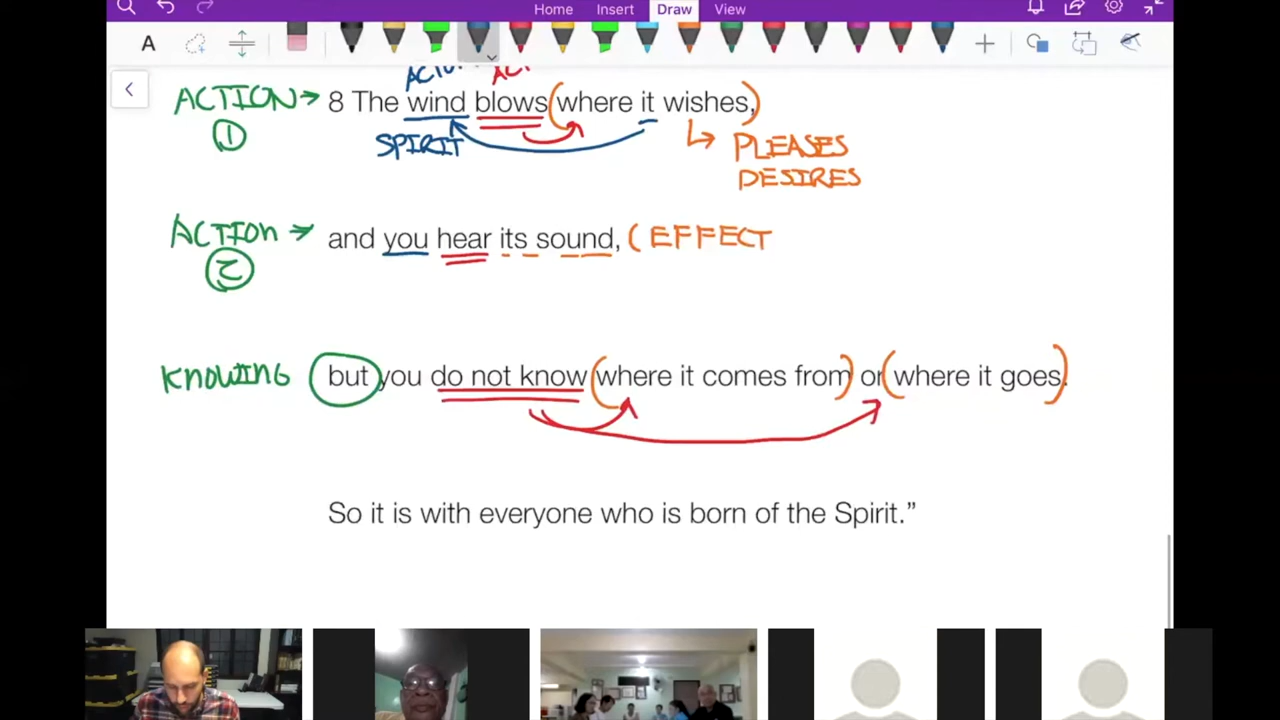 Home Insert Draw View
A
ACTION → 8 The wind blows (where it wishes,)
① SPIRIT ↳ PLEASES
DESIRES
ACTION → and you hear its sound, ( EFFECT
②
KNOWING but you do not know (where it comes from) or (where it goes).
So it is with everyone who is born of the Spirit.”